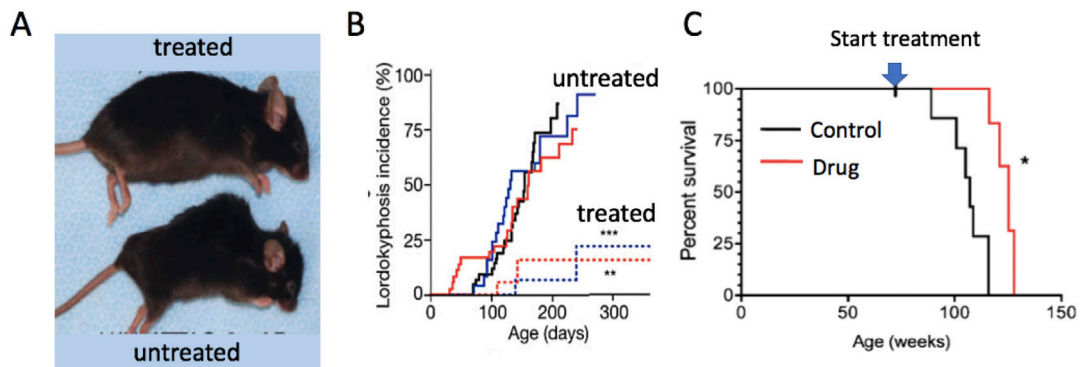 A
treated
untreated
B
Lordokyphosis incidence (%)
100
75
50
25
0
untreated
treated
***
**
0
100
200
300
Age (days)
C
Start treatment
Percent survival
100
75
50
25
0
Control
Drug
*
0
50
100
150
Age (weeks)